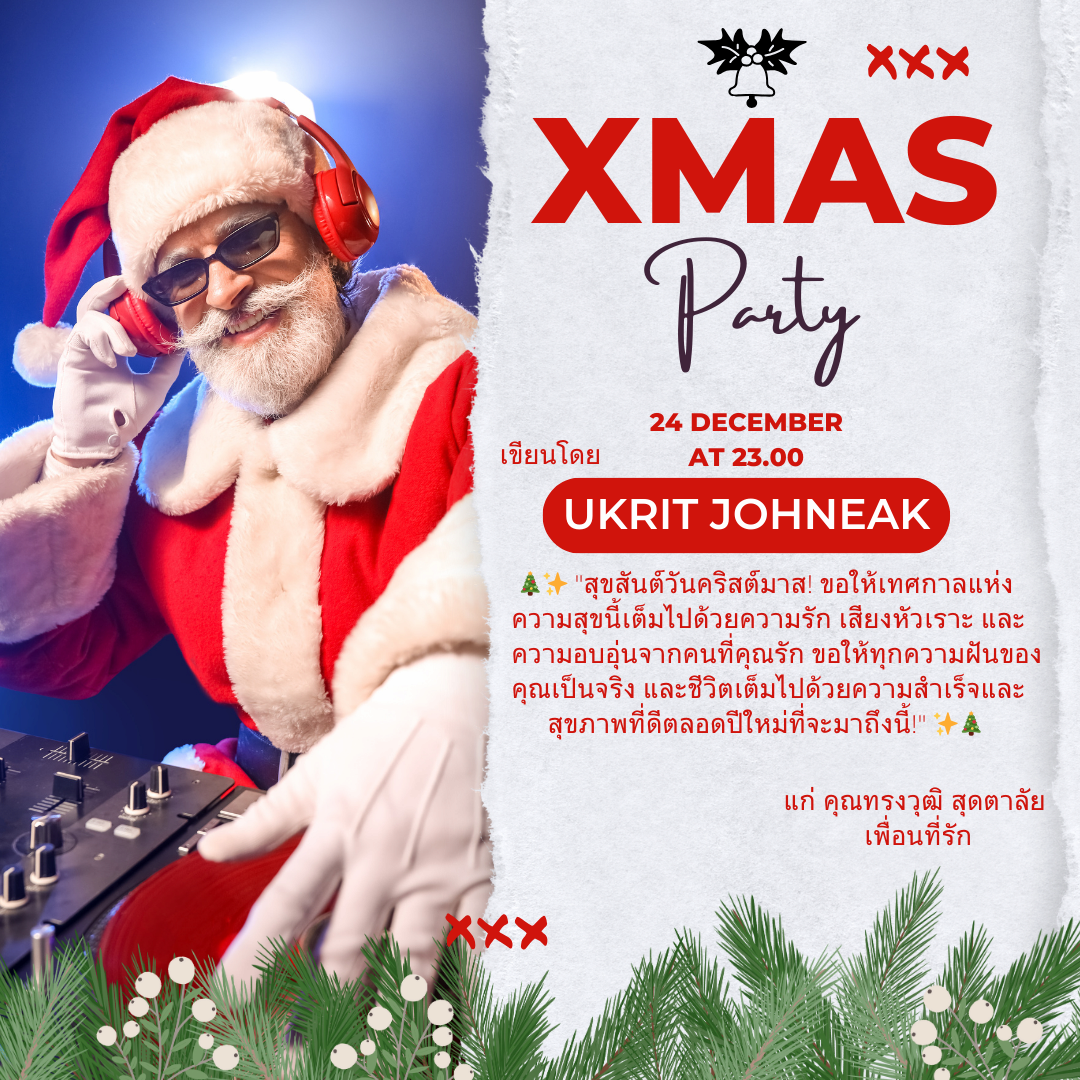 XXX
XMAS
Party
24 DECEMBER
AT 23.00
เขียนโดย
UKRIT JOHNEAK
🎄✨ "สุขสันต์วันคริสต์มาส! ขอให้เทศกาลแห่ง
ความสุขนี้เต็มไปด้วยความรัก เสียงหัวเราะ และ
ความอบอุ่นจากคนที่คุณรัก ขอให้ทุกความฝันของ
คุณเป็นจริง และชีวิตเต็มไปด้วยความสำเร็จและ
สุขภาพที่ดีตลอดปีใหม่ที่จะมาถึงนี้!" ✨🎄
แก่ คุณทรงวุฒิ สุดตาลัย
เพื่อนที่รัก
XXX